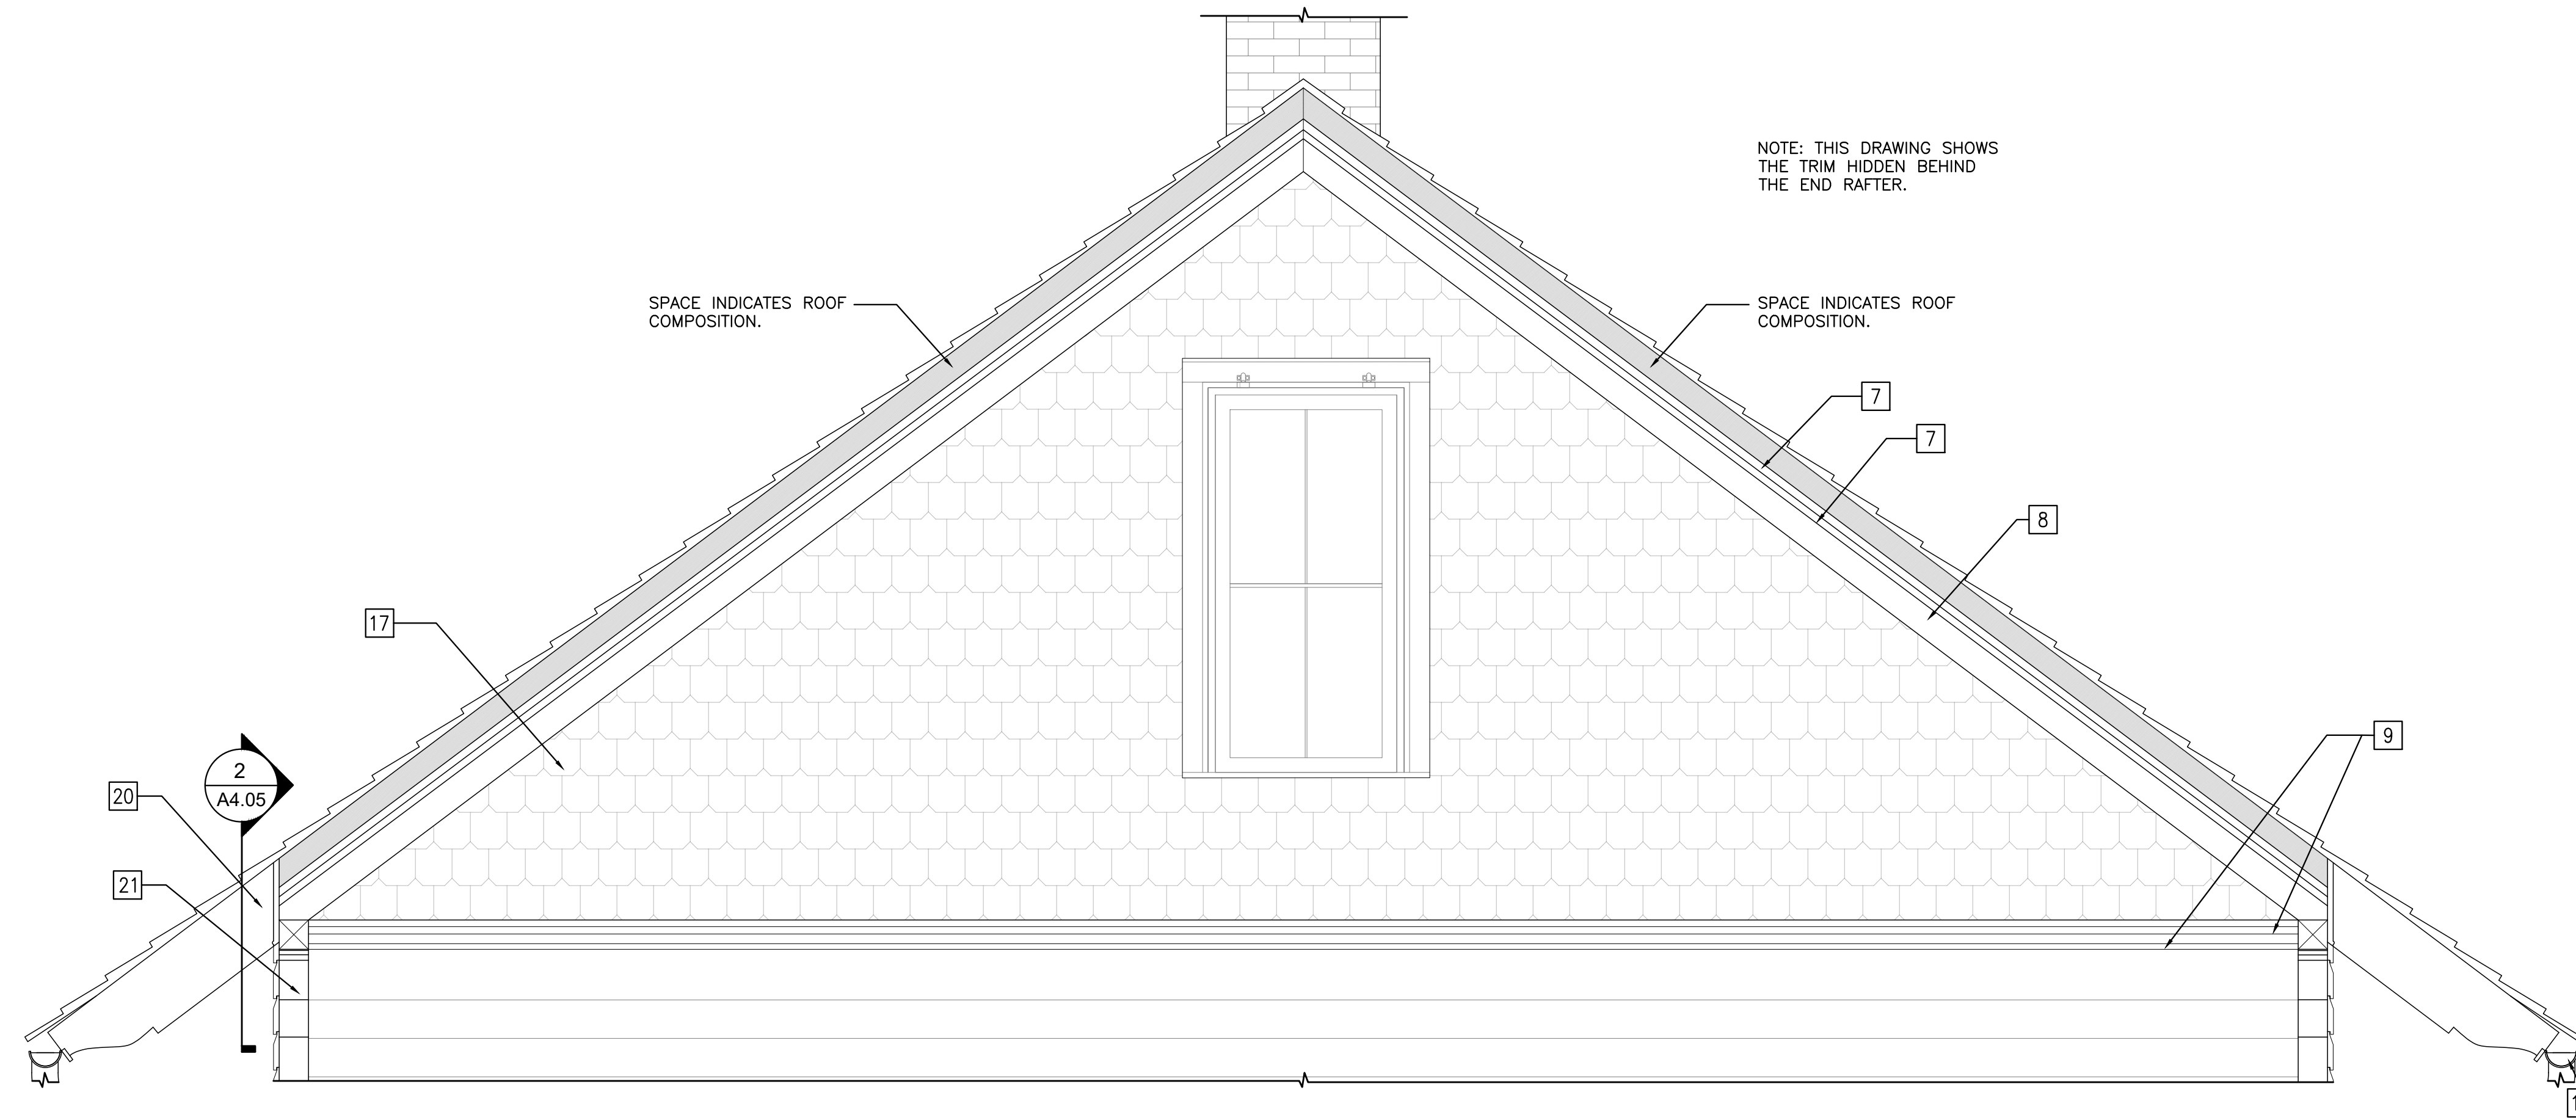 NOTE: THIS DRAWING SHOWS
THE TRIM HIDDEN BEHIND
THE END RAFTER.
SPACE INDICATES ROOF
COMPOSITION.
SPACE INDICATES ROOF
COMPOSITION.
7
7
8
17
9
2
A4.05
20
21